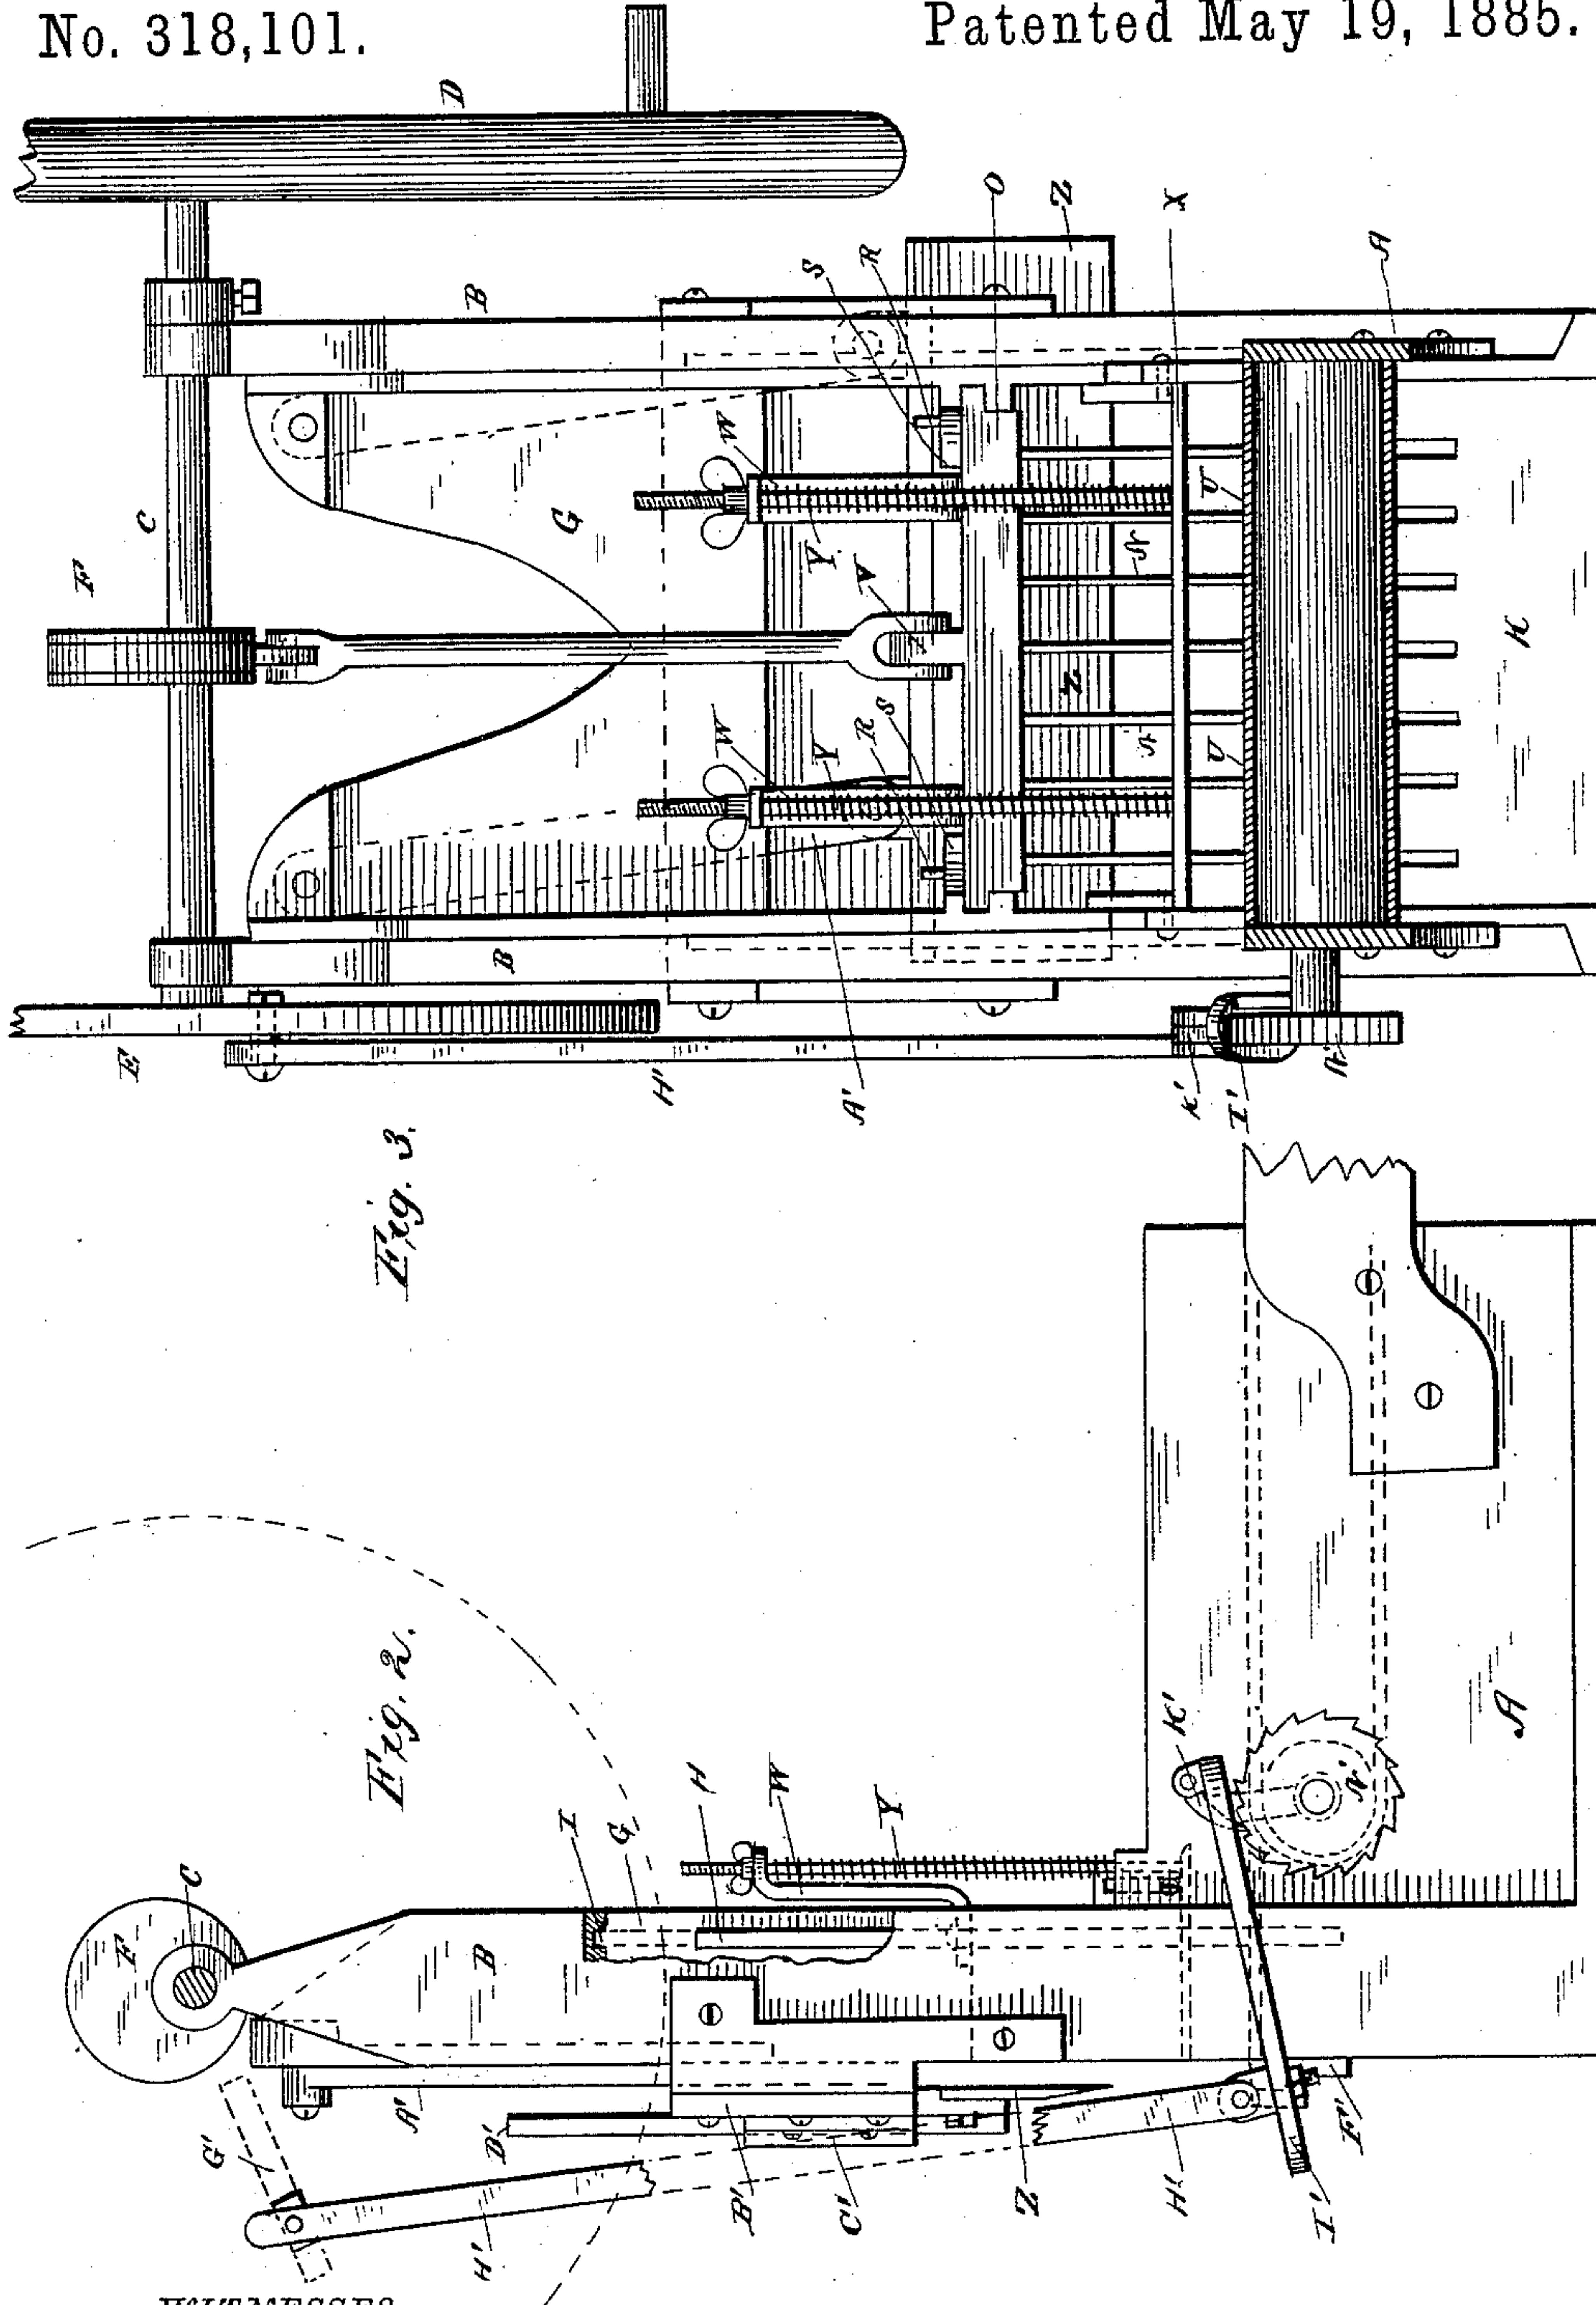 No. 318,101.
Patented May 19, 1885.
D
F
C
B
S
R
O
Z
X
A
W
G
Y
V
U
N
Z
K
W
Y
R
S
N
U
B
E
H'
A'
K'
I'
N'
Fig. 3.
Fig. 2.
C
F
B
I
G
H
W
Y
K'
N'
A
G'
A'
D'
H'
B'
C'
Z
H'
I'
F'